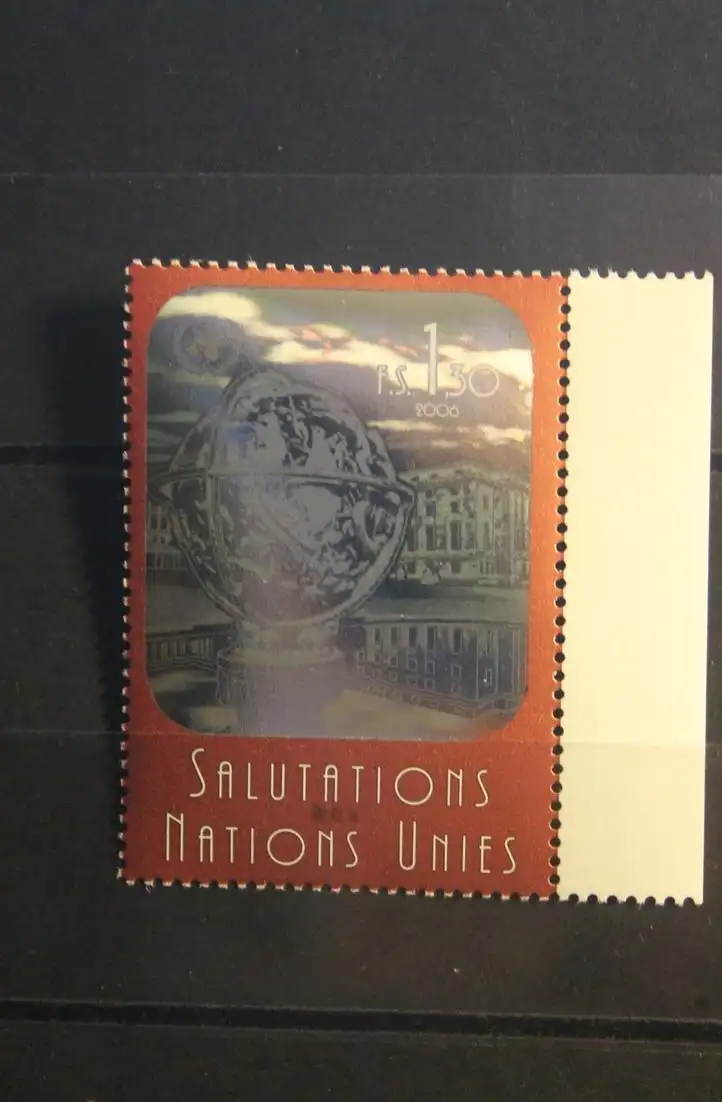 F.S. 1,30
2006
SALUTATIONS
NATIONS UNIES